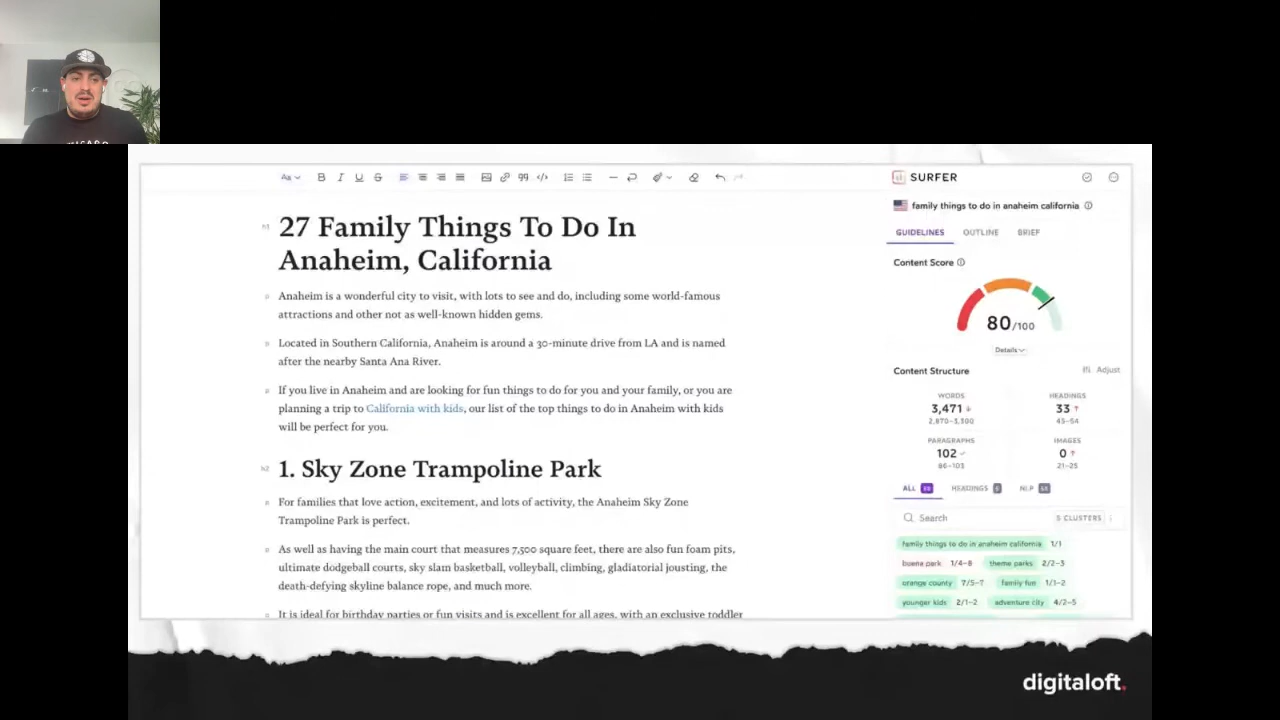 Aa
B I U S
SURFER
family things to do in anaheim california
GUIDELINES OUTLINE BRIEF
Content Score
80/100
Details
Content Structure
Adjust
WORDS
3,471
2,870–3,300
HEADINGS
33
45–54
PARAGRAPHS
102
86–103
IMAGES
0
21–25
ALL HEADINGS NLP
Search
5 CLUSTERS
family things to do in anaheim california 1/1
buena park 1/4–8 theme parks 2/2–3
orange county 7/5–7 family fun 1/1–2
younger kids 2/1–2 adventure city 4/2–5
h1
27 Family Things To Do In
Anaheim, California
p
Anaheim is a wonderful city to visit, with lots to see and do, including some world-famous
attractions and other not as well-known hidden gems.
p
Located in Southern California, Anaheim is around a 30-minute drive from LA and is named
after the nearby Santa Ana River.
p
If you live in Anaheim and are looking for fun things to do for you and your family, or you are
planning a trip to California with kids, our list of the top things to do in Anaheim with kids
will be perfect for you.
h2
1. Sky Zone Trampoline Park
p
For families that love action, excitement, and lots of activity, the Anaheim Sky Zone
Trampoline Park is perfect.
p
As well as having the main court that measures 7,500 square feet, there are also fun foam pits,
ultimate dodgeball courts, sky slam basketball, volleyball, climbing, gladiatorial jousting, the
death-defying skyline balance rope, and much more.
p
It is ideal for birthday parties or fun visits and is excellent for all ages, with an exclusive toddler
digitaloft.